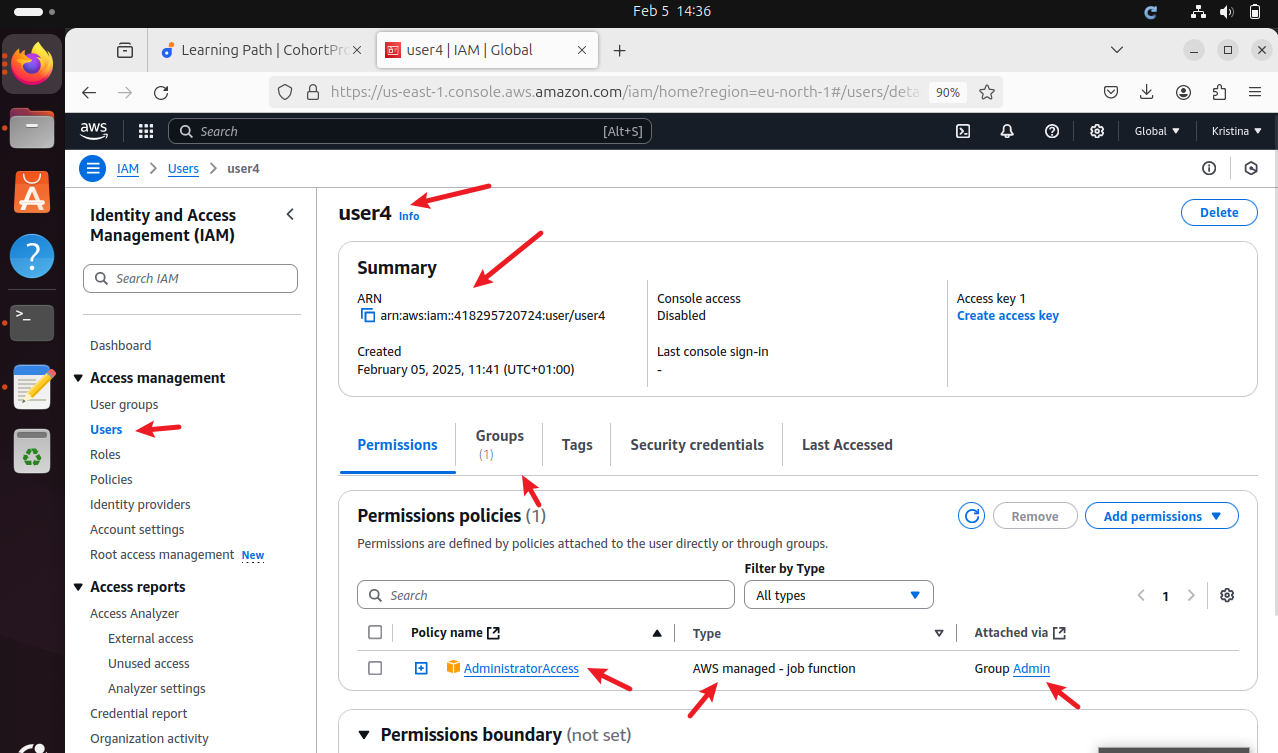 Feb 5 14:36
Learning Path | CohortPro
user4 | IAM | Global
https://us-east-1.console.aws.amazon.com/iam/home?region=eu-north-1#/users/deta
90%
aws
Search
[Alt+S]
Global
Kristina
IAM
Users
user4
Identity and Access
Management (IAM)
Search IAM
Dashboard
Access management
User groups
Users
Roles
Policies
Identity providers
Account settings
Root access management New
Access reports
Access Analyzer
External access
Unused access
Analyzer settings
Credential report
Organization activity
user4 Info
Delete
Summary
ARN
arn:aws:iam::418295720724:user/user4
Created
February 05, 2025, 11:41 (UTC+01:00)
Console access
Disabled
Last console sign-in
-
Access key 1
Create access key
Permissions
Groups
(1)
Tags
Security credentials
Last Accessed
Permissions policies (1)
Remove
Add permissions
Permissions are defined by policies attached to the user directly or through groups.
Filter by Type
Search
All types
1
Policy name
Type
Attached via
AdministratorAccess
AWS managed - job function
Group Admin
Permissions boundary (not set)